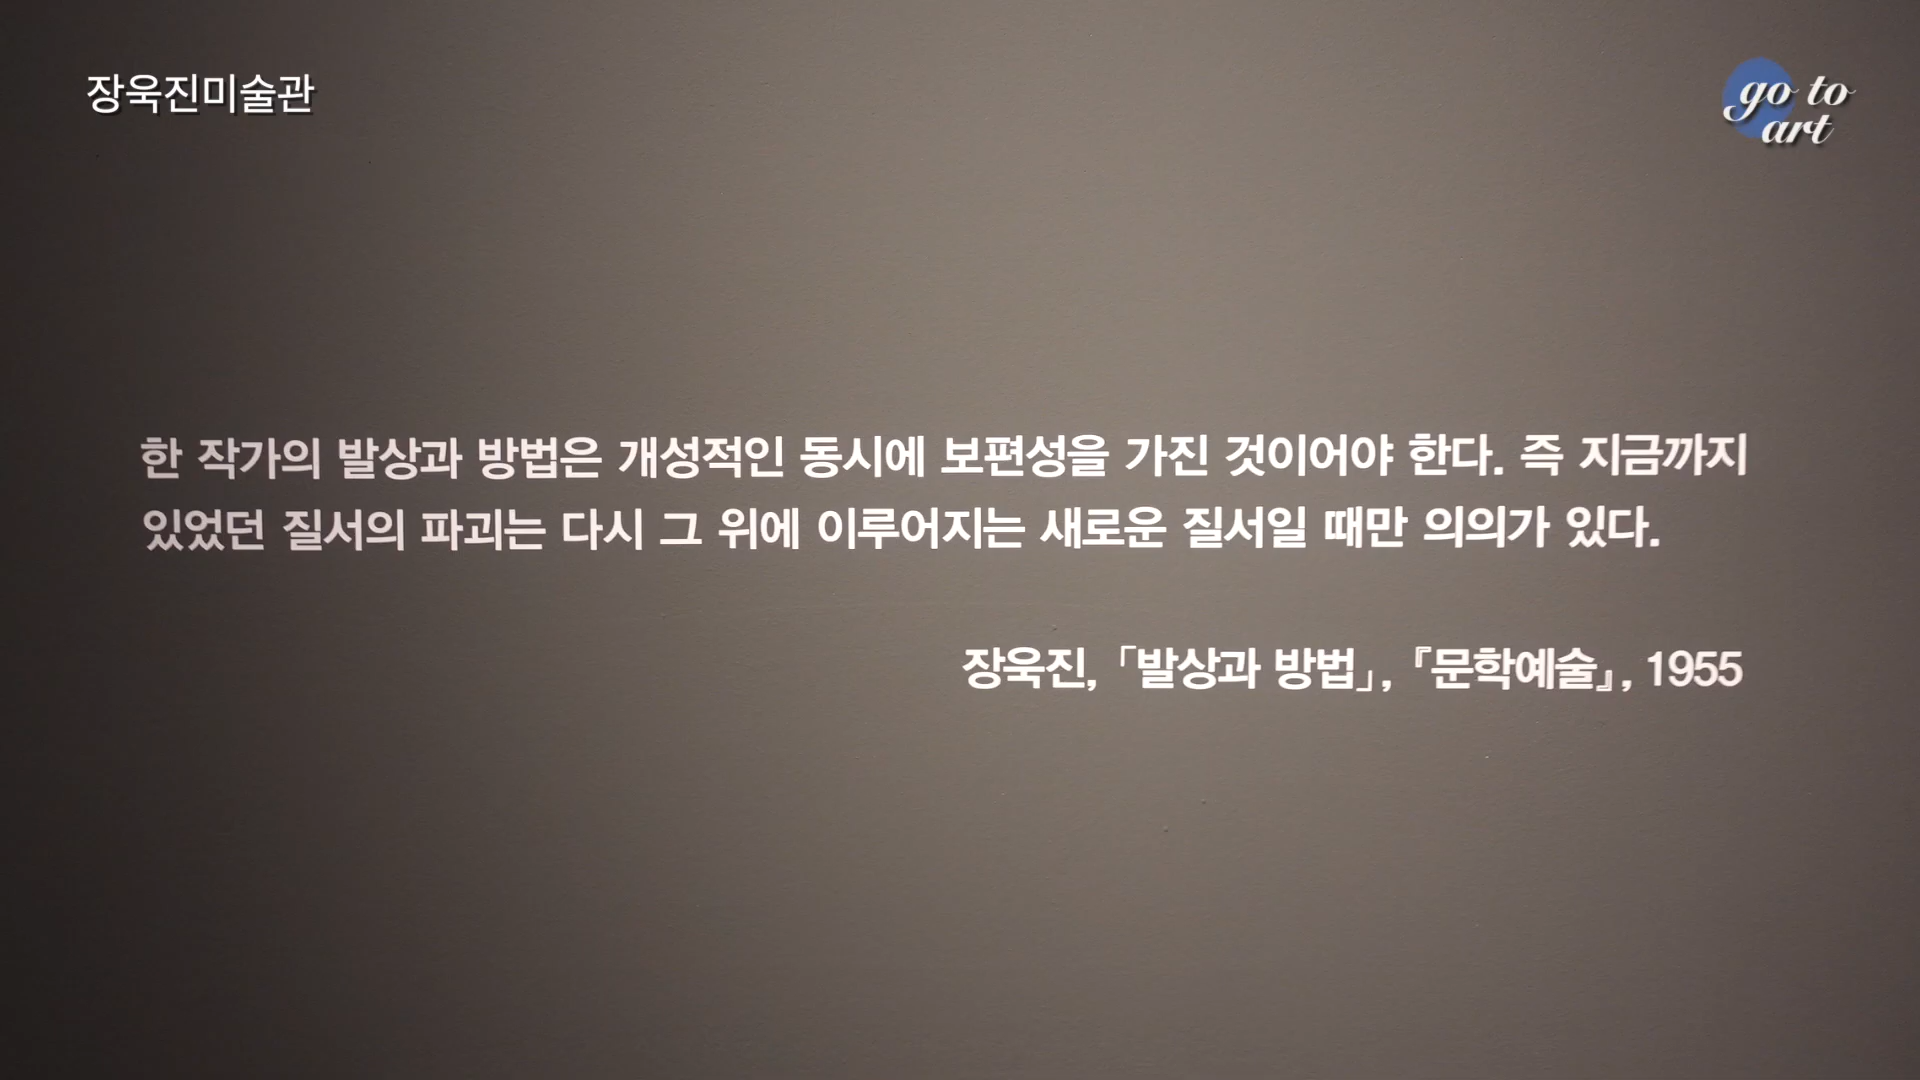 장욱진미술관
go to
art
한 작가의 발상과 방법은 개성적인 동시에 보편성을 가진 것이어야 한다. 즉 지금까지
있었던 질서의 파괴는 다시 그 위에 이루어지는 새로운 질서일 때만 의의가 있다.
장욱진, 「발상과 방법」, 『문학예술』, 1955